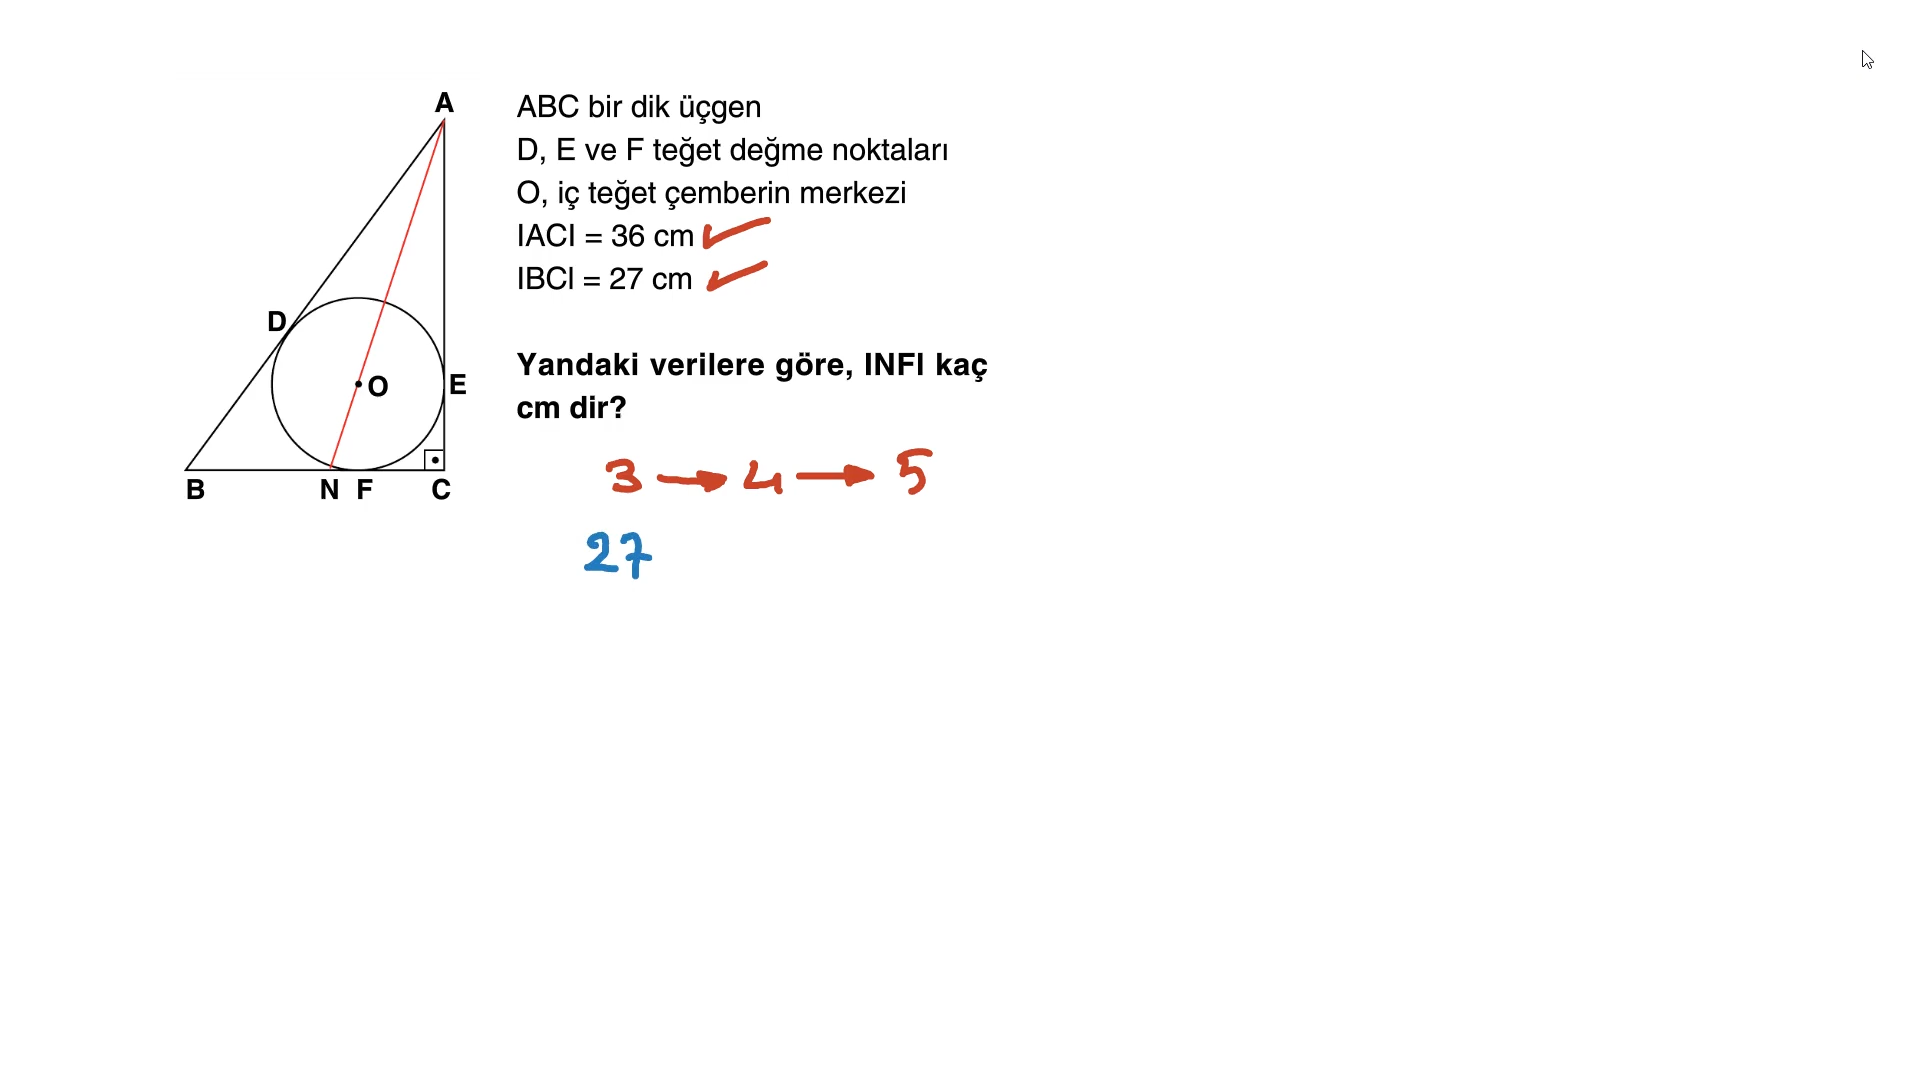 A
D
O
E
B
N
F
C
ABC bir dik üçgen
D, E ve F teğet değme noktaları
O, iç teğet çemberin merkezi
IACI = 36 cm
IBCI = 27 cm
Yandaki verilere göre, INFI kaç
cm dir?
3 → 4 → 5
27